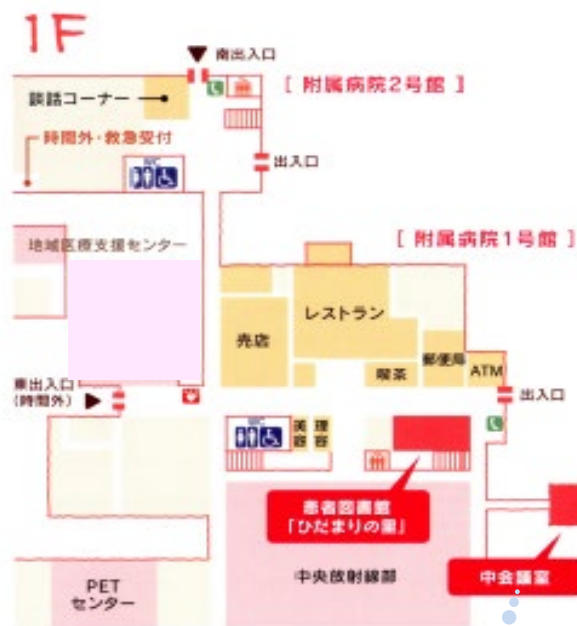 1F
南出入口
[ 附属病院2号館 ]
談話コーナー
時間外・救急受付
出入口
WC
地域医療支援センター
[ 附属病院1号館 ]
レストラン
売店
郵便局
喫茶
ATM
東出入口
(時間外)
出入口
WC
美容
理容
患者図書館
「ひだまりの里」
中央放射線部
中会議室
PET
センター